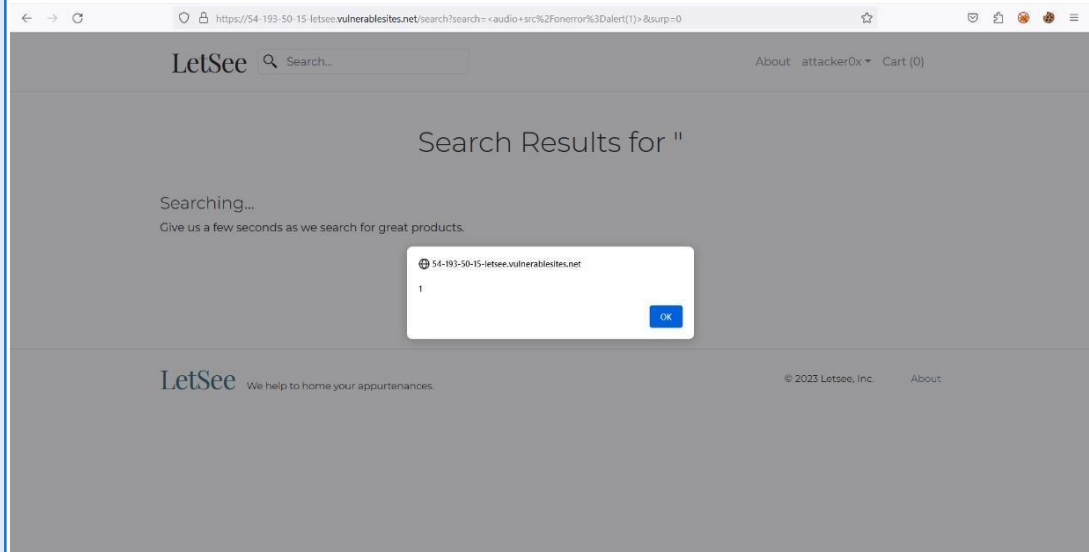 https://54-193-50-15-letsee.vulnerablesites.net/search?search=<audio+src%2Fonerror%3Dalert(1)>&surp=0
LetSee Search... About attacker0x Cart (0)
Search Results for "
Searching...
Give us a few seconds as we search for great products.
54-193-50-15-letsee.vulnerablesites.net
1
OK
LetSee We help to home your appurtenances. © 2023 Letsee, Inc. About